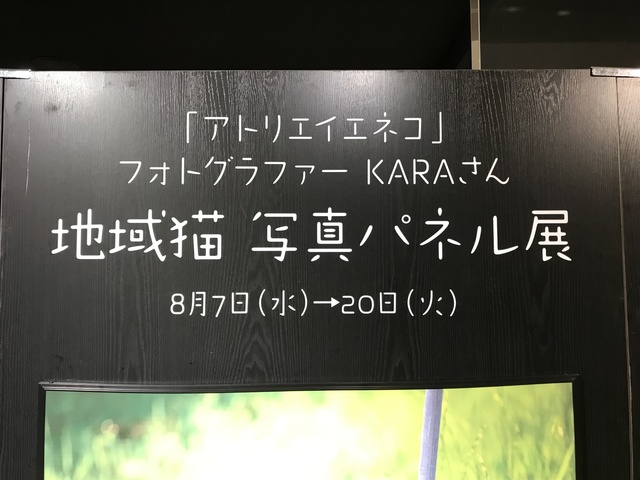 「アトリエイエネコ」
フォトグラファー KARAさん
地域猫 写真パネル展
8月7日(水)→20日(火)